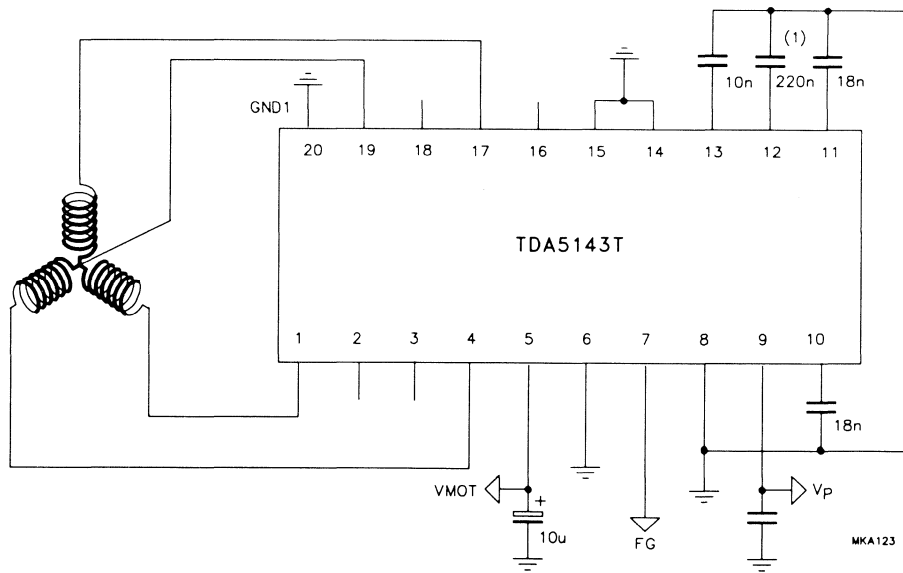 (1)
10n 220n 18n
GND1
20 19 18 17 16 15 14 13 12 11
TDA5143T
1 2 3 4 5 6 7 8 9 10
18n
VMOT
+
10u
FG
VP
MKA123